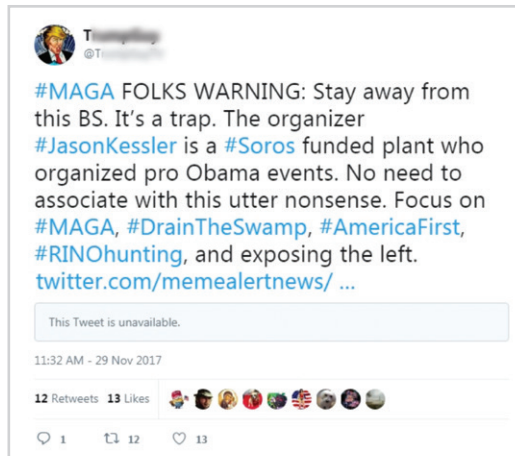 T
@T
#MAGA FOLKS WARNING: Stay away from
this BS. It's a trap. The organizer
#JasonKessler is a #Soros funded plant who
organized pro Obama events. No need to
associate with this utter nonsense. Focus on
#MAGA, #DrainTheSwamp, #AmericaFirst,
#RINOhunting, and exposing the left.
twitter.com/memealertnews/ ...
This Tweet is unavailable.
11:32 AM - 29 Nov 2017
12 Retweets 13 Likes
1 12 13